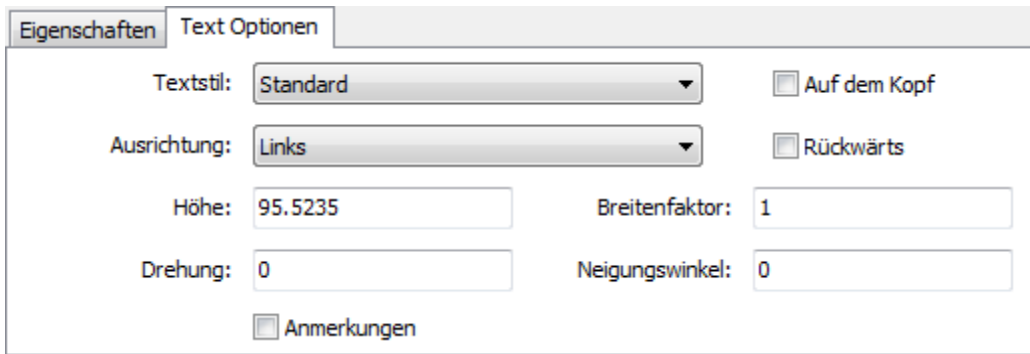 Eigenschaften Text Optionen
Textstil: Standard Auf dem Kopf
Ausrichtung: Links Rückwärts
Höhe: 95.5235 Breitenfaktor: 1
Drehung: 0 Neigungswinkel: 0
Anmerkungen